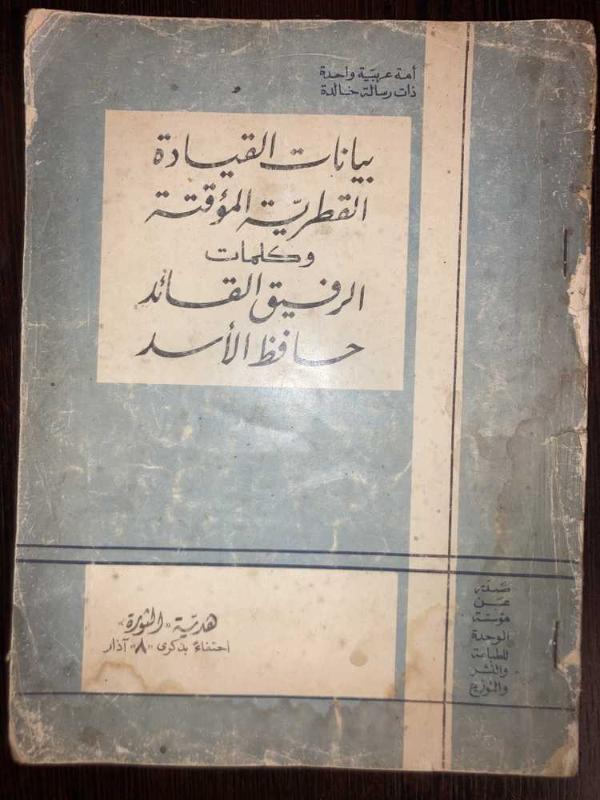 أمة عربية واحدة
ذات رسالة خالدة
بيانات القيادة
القطرية المؤقتة
وكلمات
الرفيق القائد
حافظ الأسد
هدية «الثورة»
احتفاءً بذكرى «٨» آذار
عن
مؤسسة
الوحدة
للطباعة
والنشر
والتوزيع